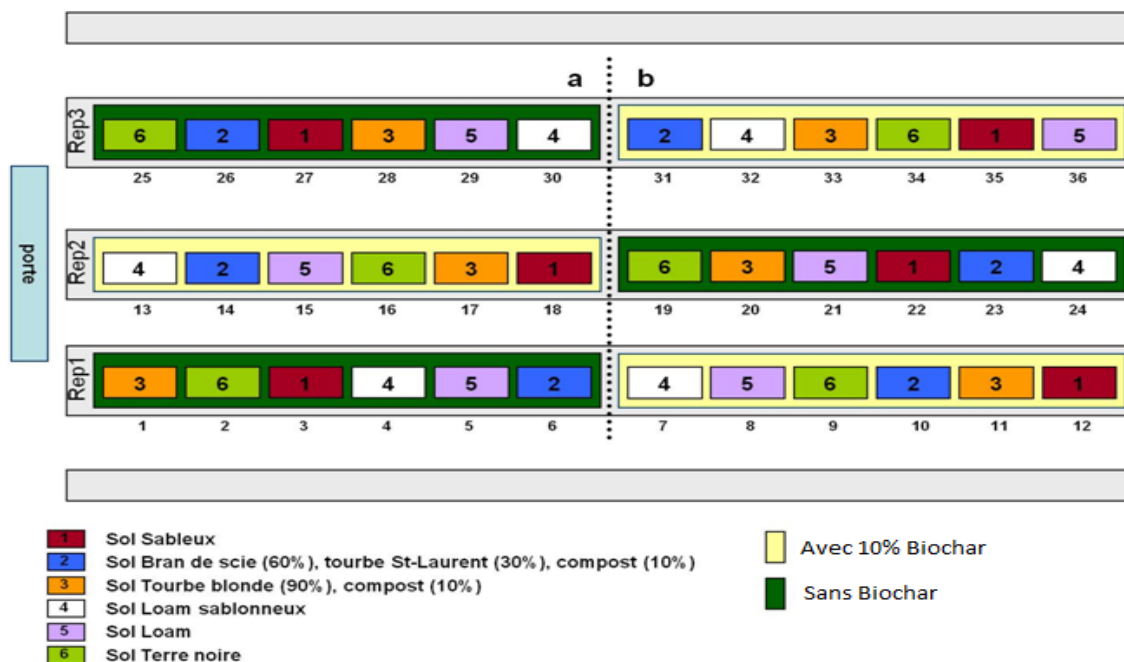 a b
Rep3
6 2 1 3 5 4 2 4 3 6 1 5
25 26 27 28 29 30 31 32 33 34 35 36
porte
Rep2
4 2 5 6 3 1 6 3 5 1 2 4
13 14 15 16 17 18 19 20 21 22 23 24
Rep1
3 6 1 4 5 2 4 5 6 2 3 1
1 2 3 4 5 6 7 8 9 10 11 12
1 Sol Sableux
2 Sol Bran de scie (60%), tourbe St-Laurent (30%), compost (10%)
3 Sol Tourbe blonde (90%), compost (10%)
4 Sol Loam sablonneux
5 Sol Loam
6 Sol Terre noire
Avec 10% Biochar
Sans Biochar